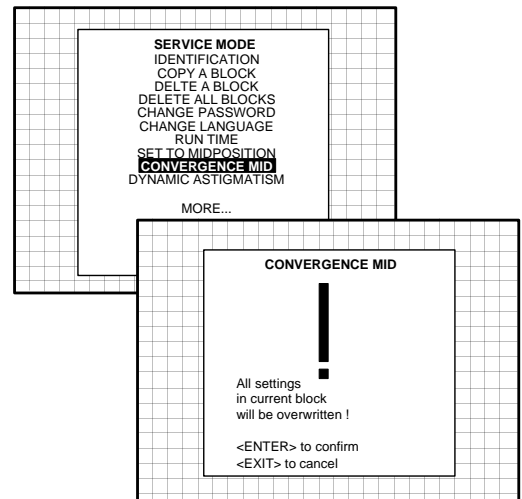 SERVICE MODE
IDENTIFICATION
COPY A BLOCK
DELTE A BLOCK
DELETE ALL BLOCKS
CHANGE PASSWORD
CHANGE LANGUAGE
RUN TIME
SET TO MIDPOSITION
CONVERGENCE MID
DYNAMIC ASTIGMATISM
MORE...
CONVERGENCE MID
!
All settings
in current block
will be overwritten !
<ENTER> to confirm
<EXIT> to cancel